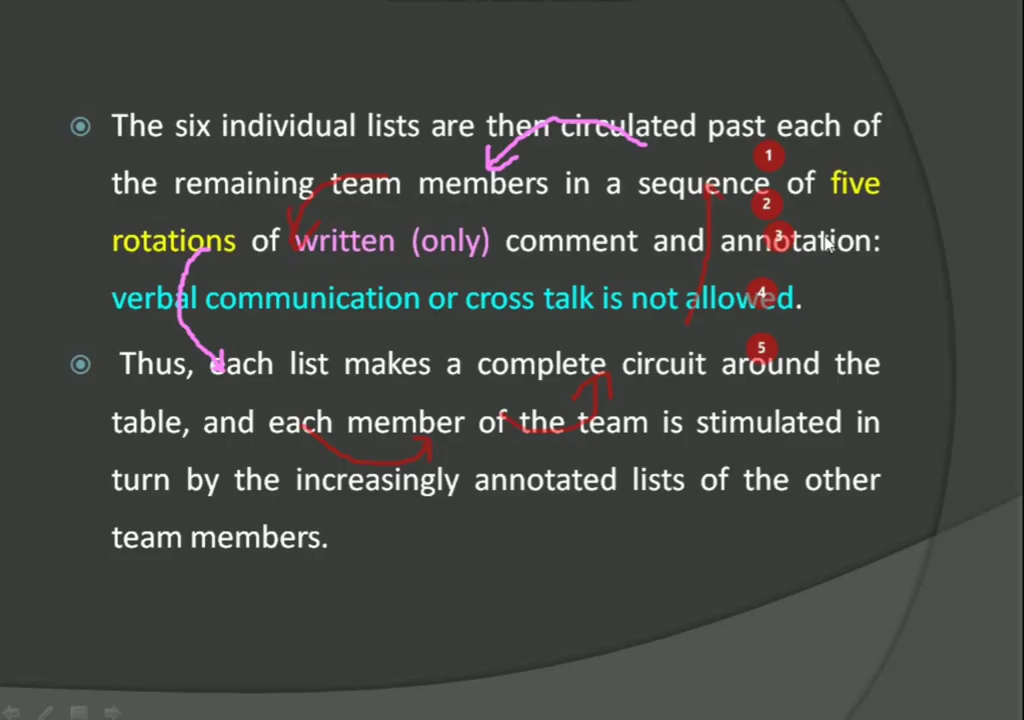 The six individual lists are then circulated past each of
the remaining team members in a sequence of five
rotations of written (only) comment and annotation:
verbal communication or cross talk is not allowed.
Thus, each list makes a complete circuit around the
table, and each member of the team is stimulated in
turn by the increasingly annotated lists of the other
team members.
1
2
3
4
5